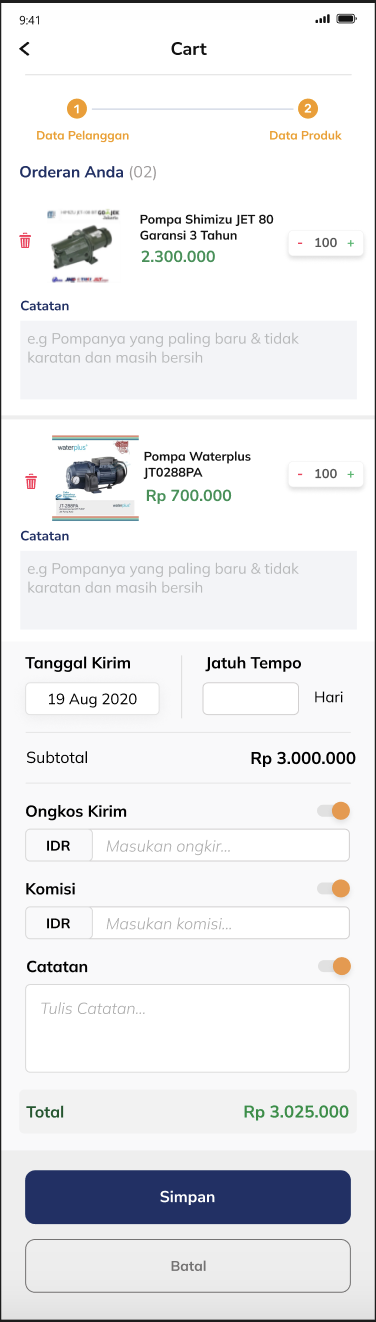 9:41
Cart
1
2
Data Pelanggan
Data Produk
Orderan Anda (02)
Pompa Shimizu JET 80
Garansi 3 Tahun
2.300.000
- 100 +
Catatan
e.g Pompanya yang paling baru & tidak
karatan dan masih bersih
waterplus+
JT-288PA
waterplus+
Pompa Waterplus
JT0288PA
Rp 700.000
- 100 +
Catatan
e.g Pompanya yang paling baru & tidak
karatan dan masih bersih
Tanggal Kirim
Jatuh Tempo
19 Aug 2020
Hari
Subtotal
Rp 3.000.000
Ongkos Kirim
IDR
Masukan ongkir...
Komisi
IDR
Masukan komisi...
Catatan
Tulis Catatan...
Total
Rp 3.025.000
Simpan
Batal